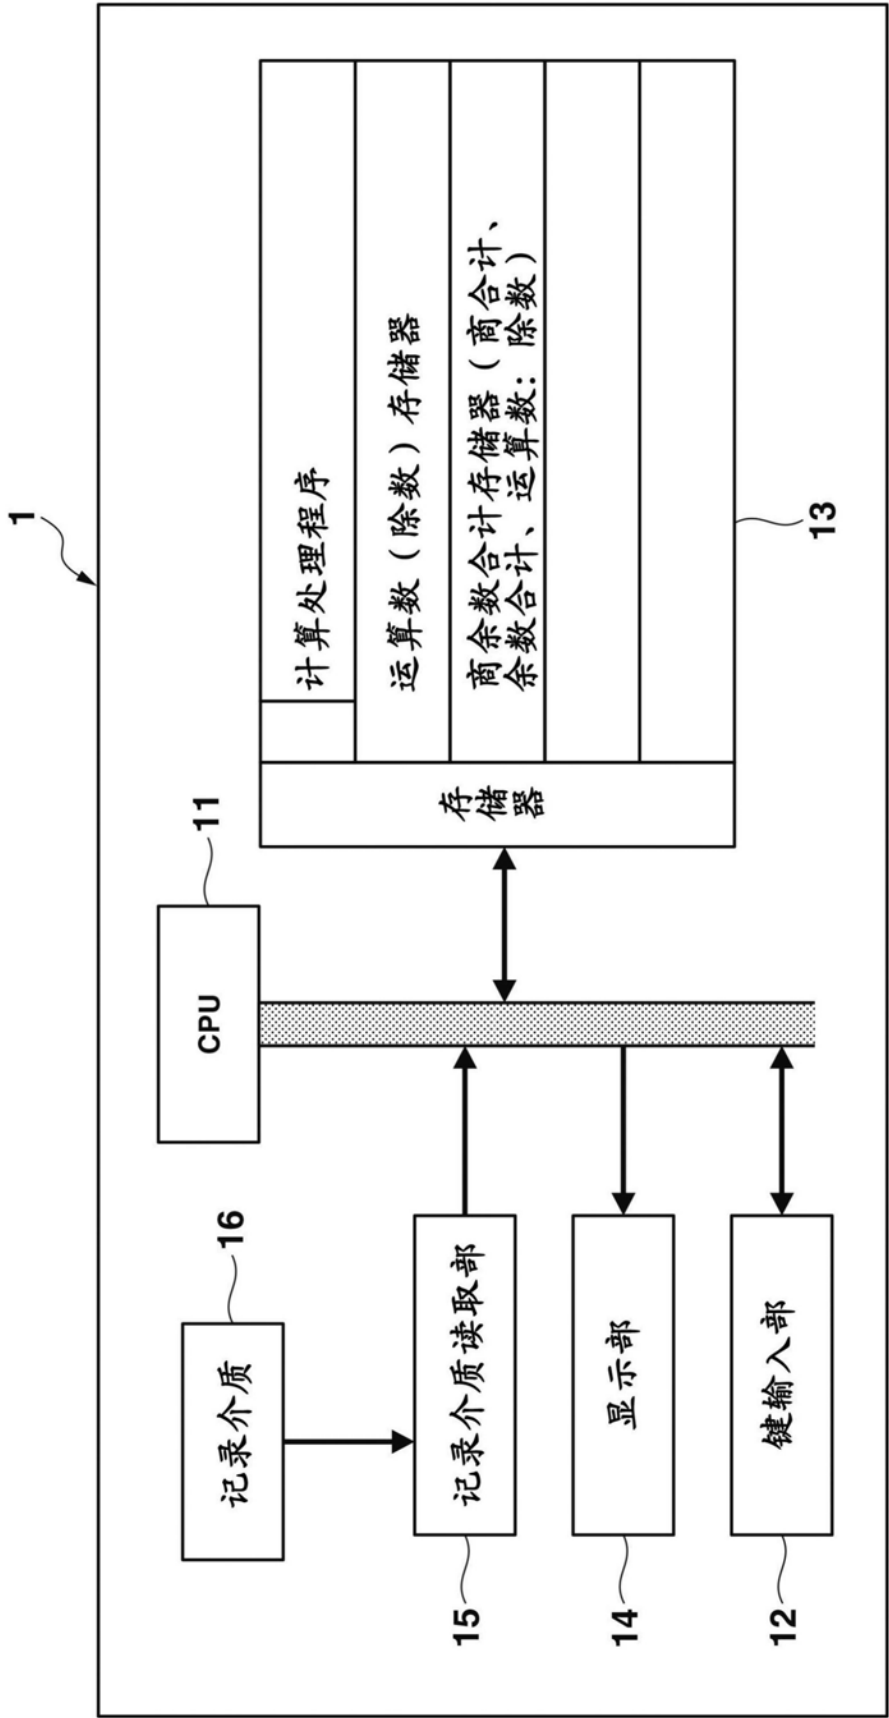 1
16
记录介质
CPU
11
15
记录介质读取部
14
显示部
12
键输入部
存储器
计算处理程序
运算数（除数）存储器
商余数合计存储器（商合计、
余数合计、运算数：除数）
13